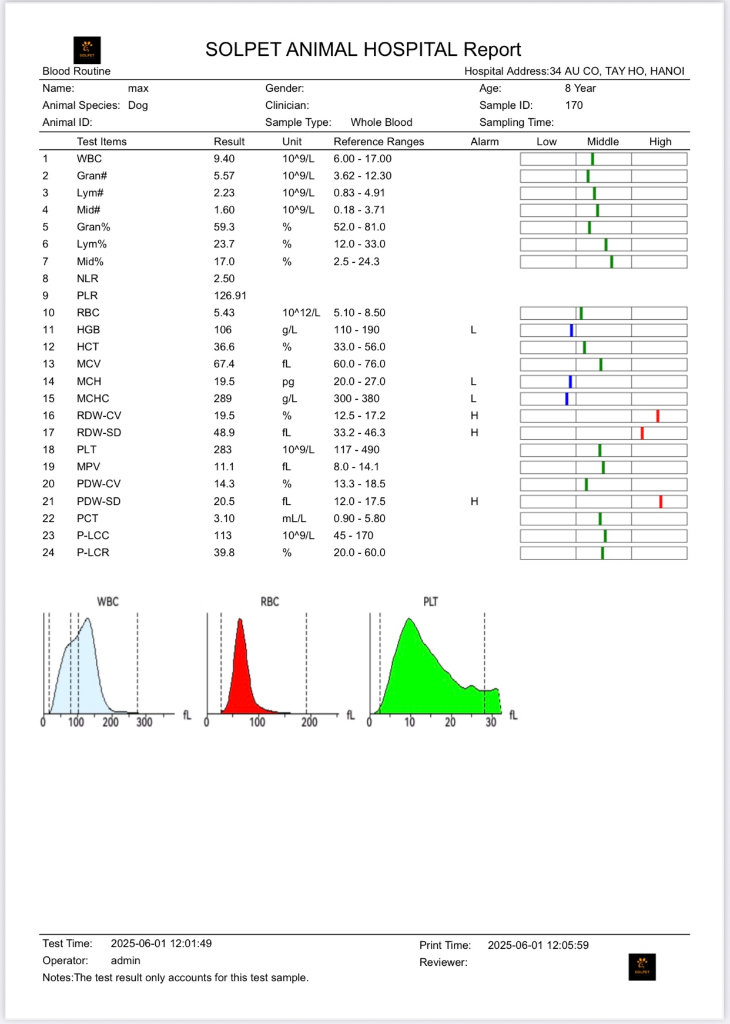 SOLPET
SOLPET ANIMAL HOSPITAL Report
Blood Routine Hospital Address:34 AU CO, TAY HO, HANOI
Name: max Gender: Age: 8 Year
Animal Species: Dog Clinician: Sample ID: 170
Animal ID: Sample Type: Whole Blood Sampling Time:
Test Items Result Unit Reference Ranges Alarm Low Middle High
1 WBC 9.40 10^9/L 6.00 - 17.00
2 Gran# 5.57 10^9/L 3.62 - 12.30
3 Lym# 2.23 10^9/L 0.83 - 4.91
4 Mid# 1.60 10^9/L 0.18 - 3.71
5 Gran% 59.3 % 52.0 - 81.0
6 Lym% 23.7 % 12.0 - 33.0
7 Mid% 17.0 % 2.5 - 24.3
8 NLR 2.50
9 PLR 126.91
10 RBC 5.43 10^12/L 5.10 - 8.50
11 HGB 106 g/L 110 - 190 L
12 HCT 36.6 % 33.0 - 56.0
13 MCV 67.4 fL 60.0 - 76.0
14 MCH 19.5 pg 20.0 - 27.0 L
15 MCHC 289 g/L 300 - 380 L
16 RDW-CV 19.5 % 12.5 - 17.2 H
17 RDW-SD 48.9 fL 33.2 - 46.3 H
18 PLT 283 10^9/L 117 - 490
19 MPV 11.1 fL 8.0 - 14.1
20 PDW-CV 14.3 % 13.3 - 18.5
21 PDW-SD 20.5 fL 12.0 - 17.5 H
22 PCT 3.10 mL/L 0.90 - 5.80
23 P-LCC 113 10^9/L 45 - 170
24 P-LCR 39.8 % 20.0 - 60.0
WBC RBC PLT
0 100 200 300 fL 0 100 200 fL 0 10 20 30 fL
Test Time: 2025-06-01 12:01:49 Print Time: 2025-06-01 12:05:59
Operator: admin Reviewer:
SOLPET
Notes:The test result only accounts for this test sample.